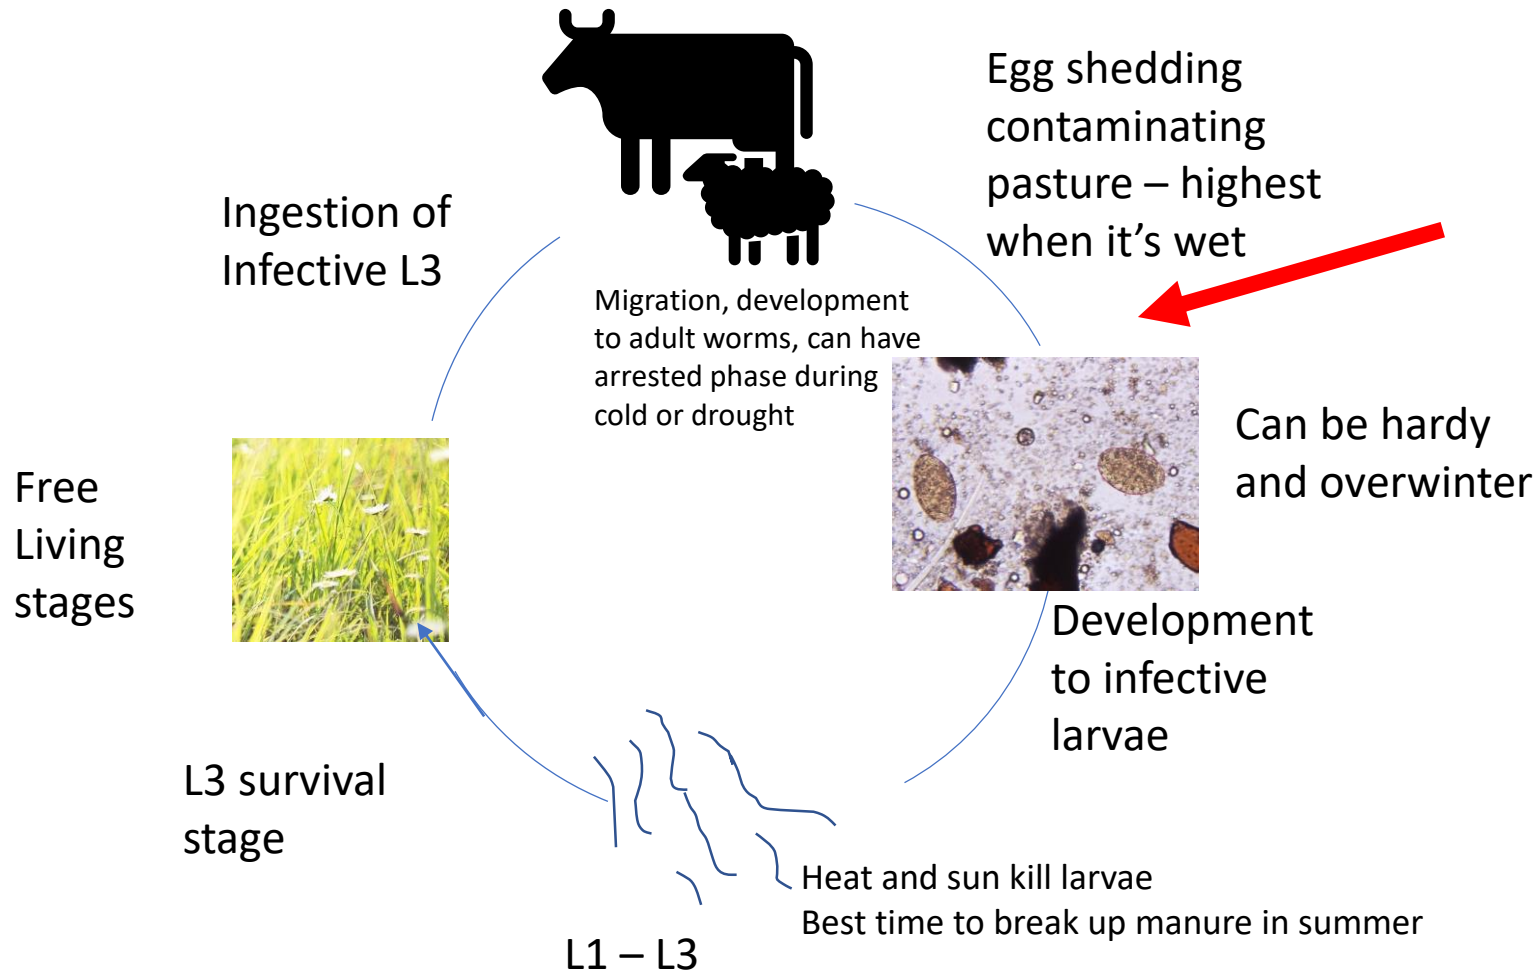 Egg shedding
contaminating
pasture – highest
when it's wet
Ingestion of
Infective L3
Migration, development
to adult worms, can have
arrested phase during
cold or drought
Can be hardy
and overwinter
Free
Living
stages
Development
to infective
larvae
L3 survival
stage
Heat and sun kill larvae
Best time to break up manure in summer
L1 – L3